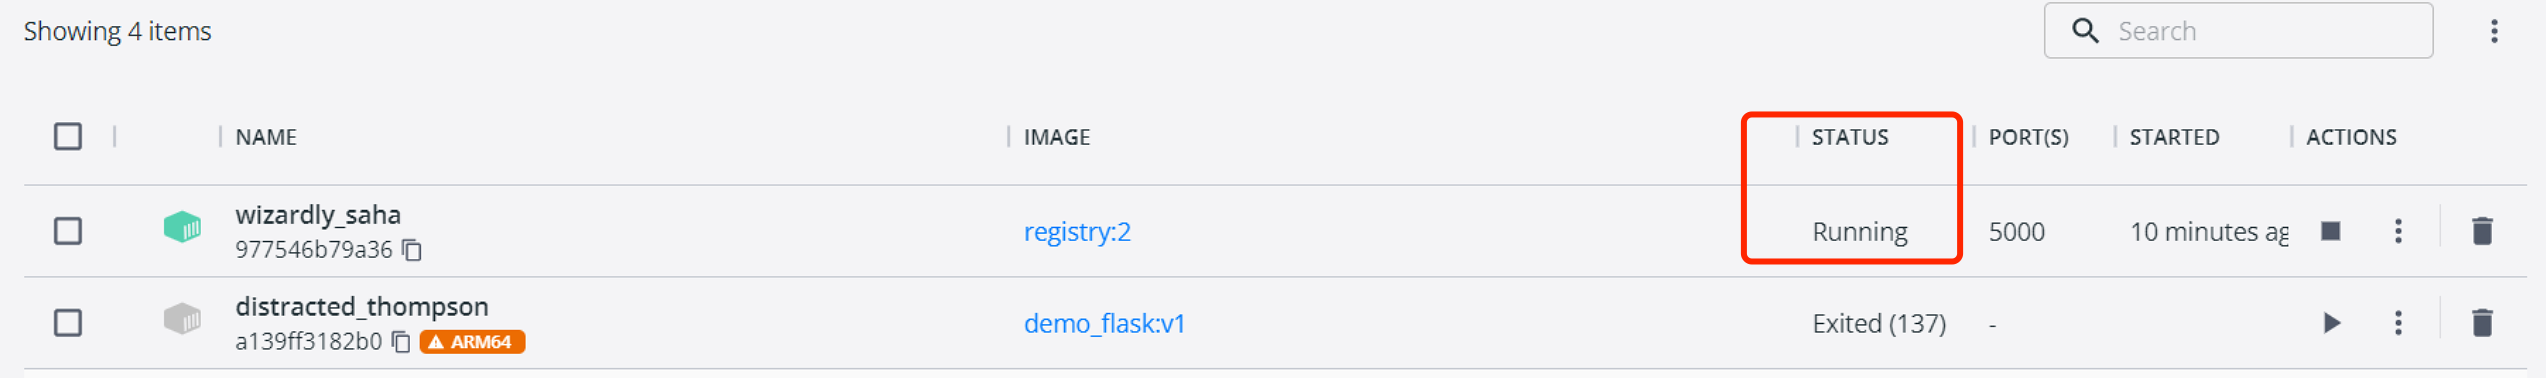 Showing 4 items
Search
NAME IMAGE STATUS PORT(S) STARTED ACTIONS
wizardly_saha
977546b79a36
registry:2 Running 5000 10 minutes ag
distracted_thompson
a139ff3182b0 ARM64
demo_flask:v1 Exited (137) -